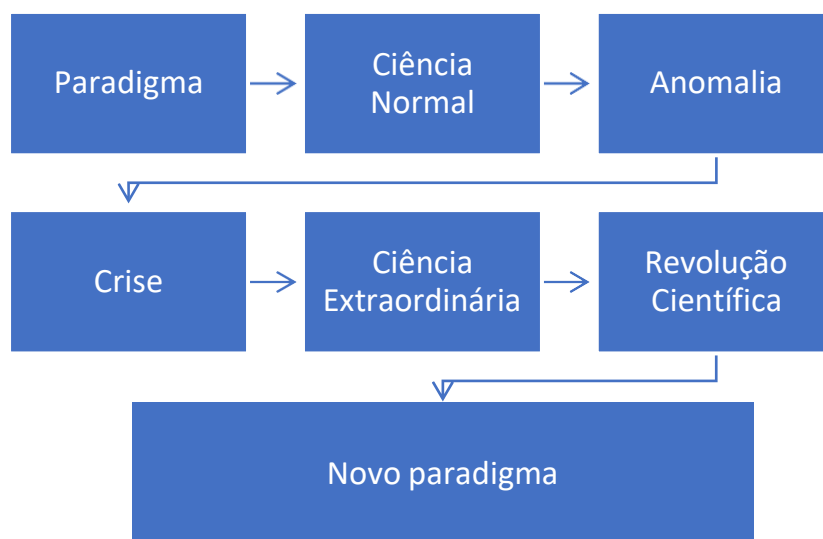 Paradigma
Ciência
Normal
Anomalia
Crise
Ciência
Extraordinária
Revolução
Científica
Novo paradigma